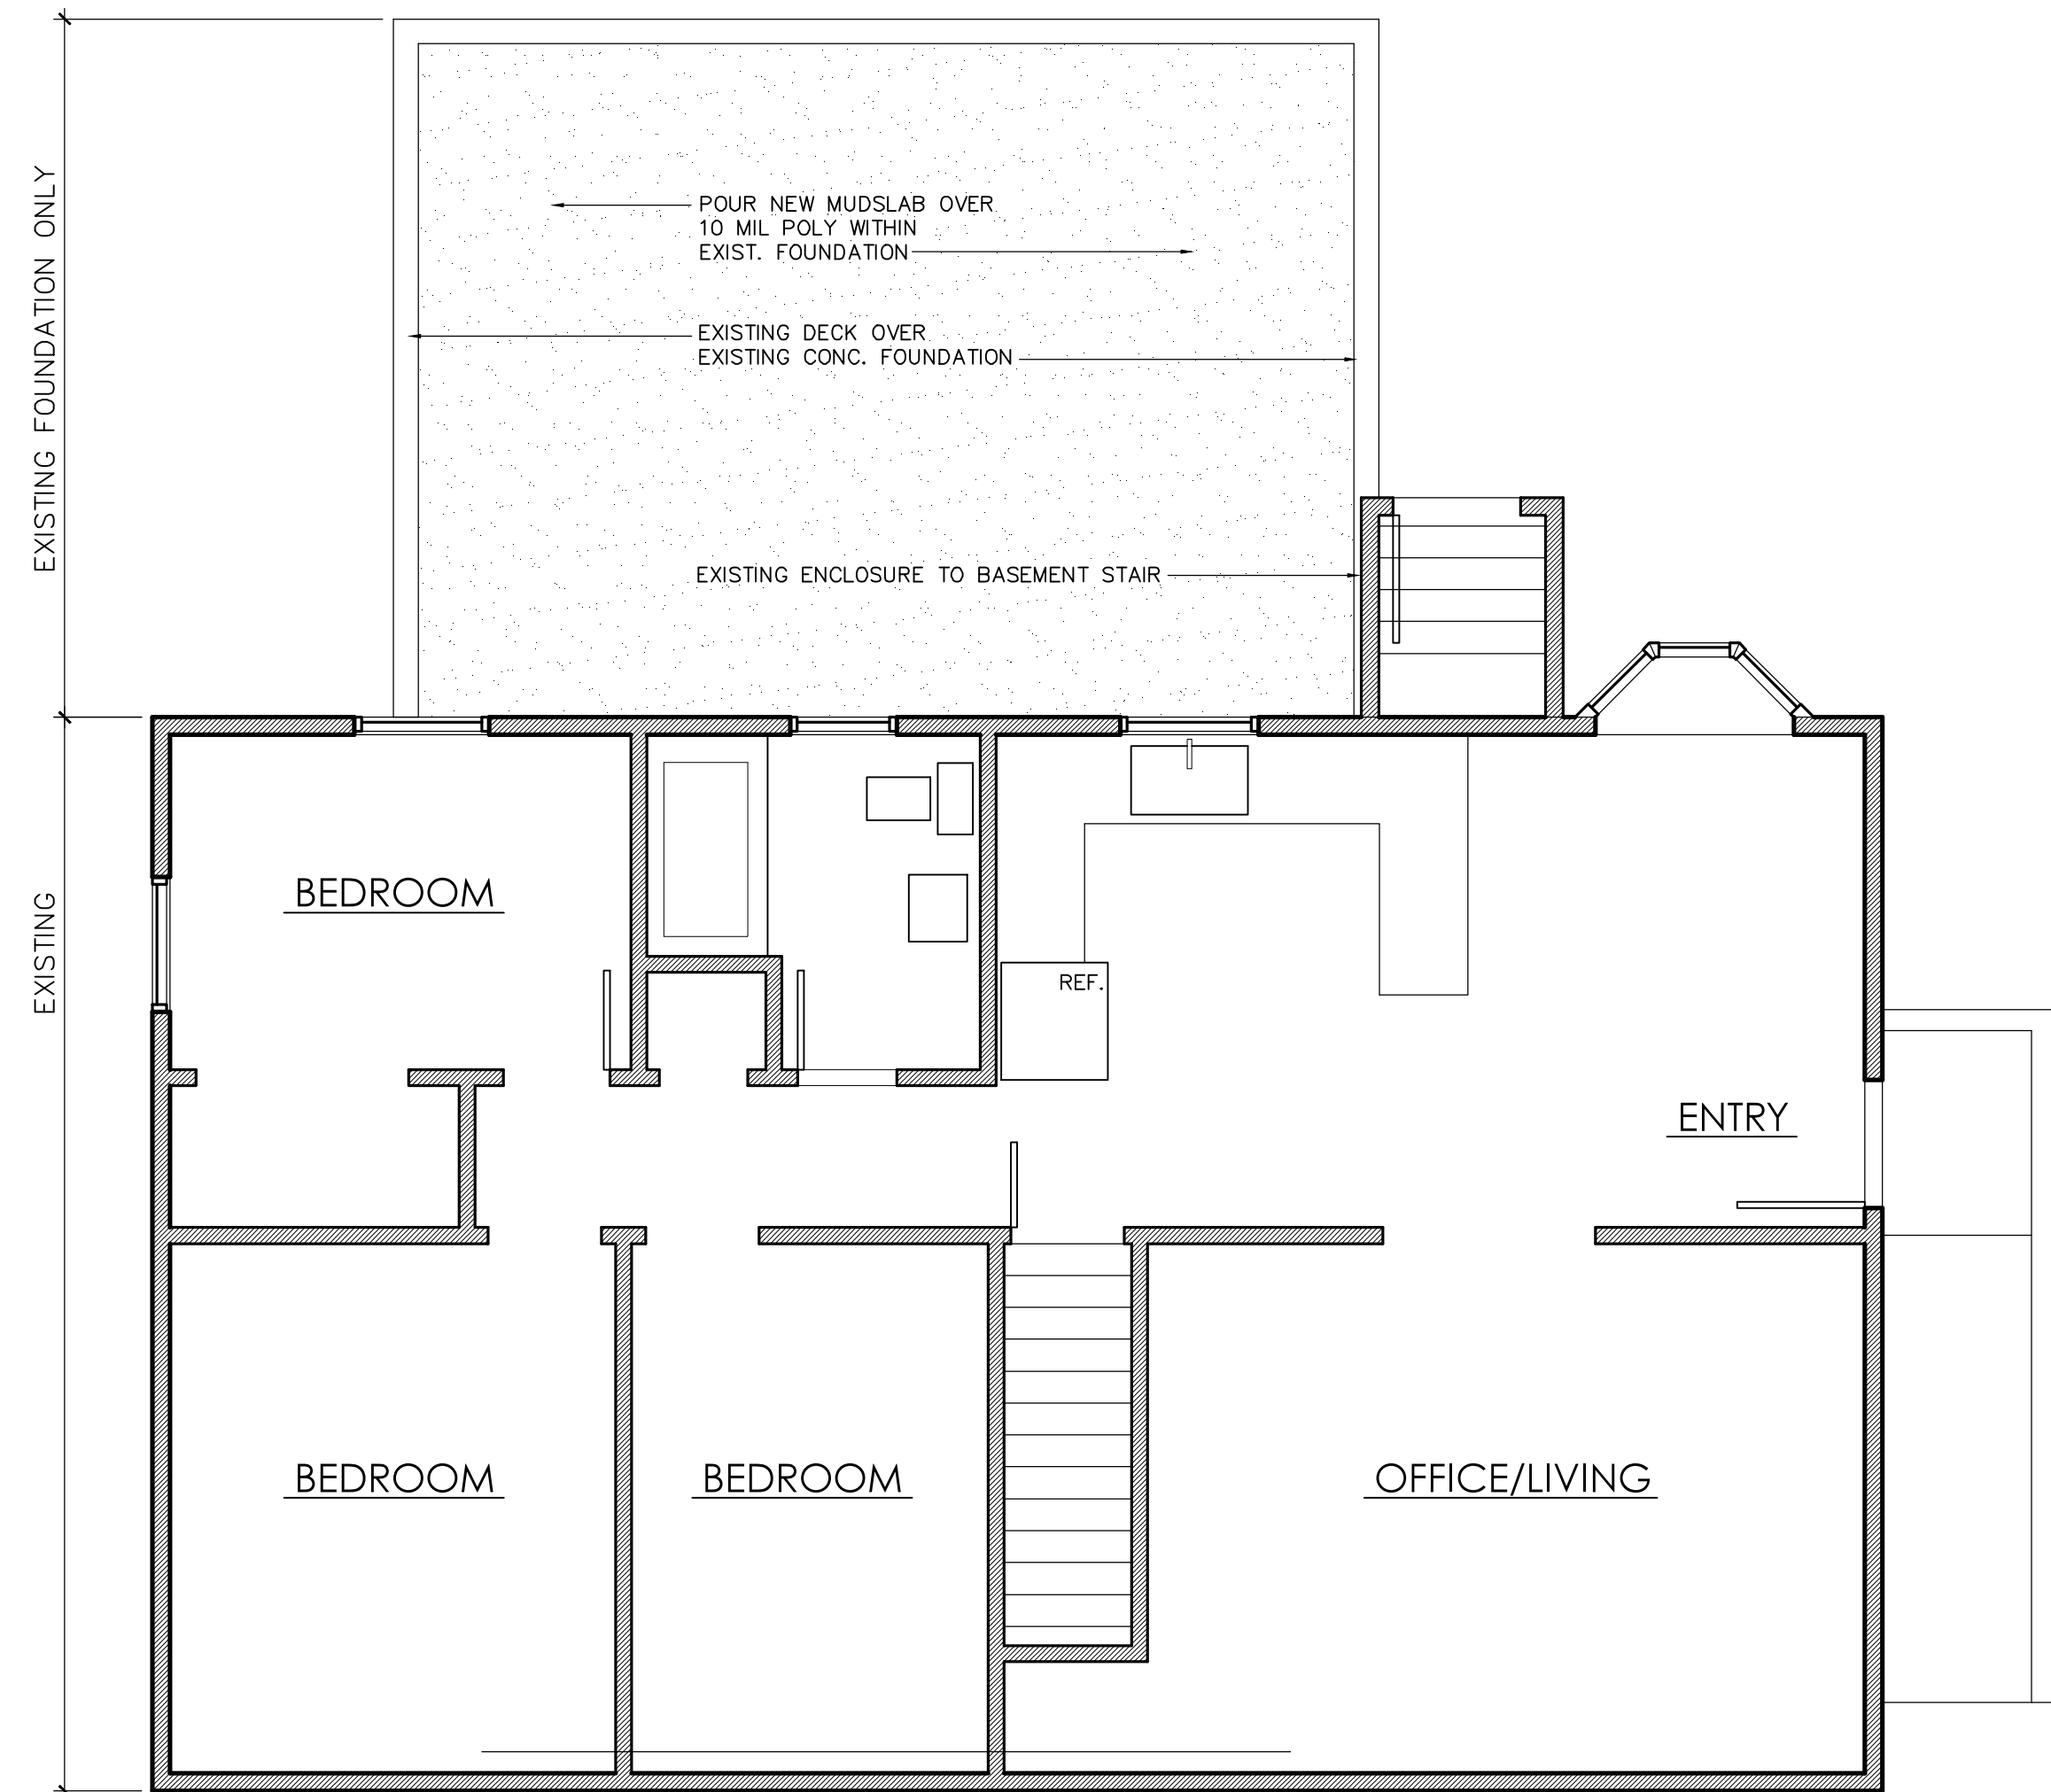 EXISTING FOUNDATION ONLY
POUR NEW MUDSLAB OVER
10 MIL POLY WITHIN
EXIST. FOUNDATION
EXISTING DECK OVER
EXISTING CONC. FOUNDATION
EXISTING ENCLOSURE TO BASEMENT STAIR
EXISTING
BEDROOM
REF.
ENTRY
BEDROOM
BEDROOM
OFFICE/LIVING